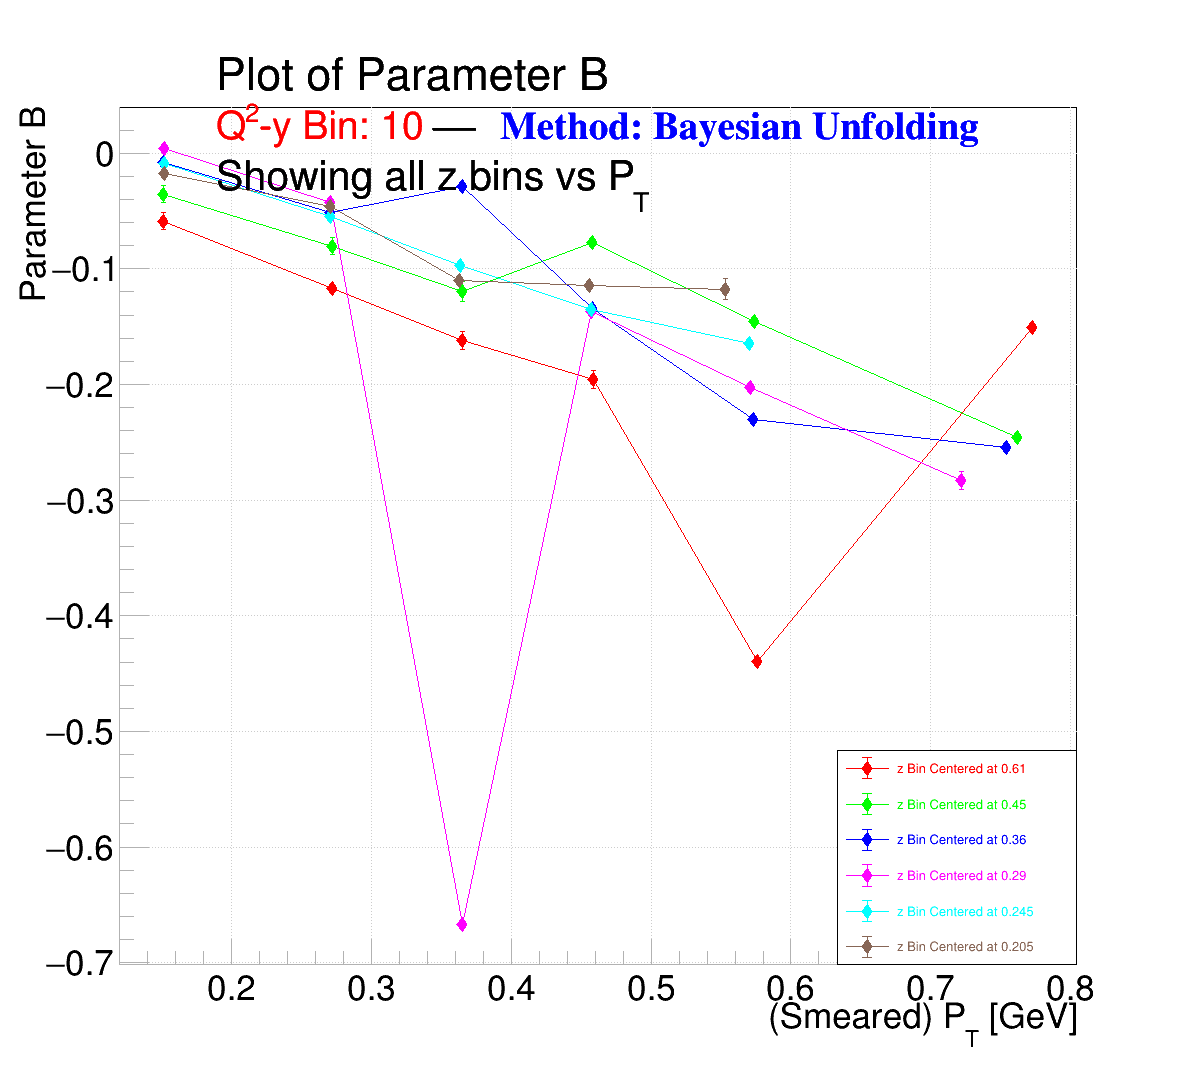 Plot of Parameter B
Q²-y Bin: 10 — Method: Bayesian Unfolding
Showing all z bins vs P_T
Parameter B
0
−0.1
−0.2
−0.3
−0.4
−0.5
−0.6
−0.7
z Bin Centered at 0.61
z Bin Centered at 0.45
z Bin Centered at 0.36
z Bin Centered at 0.29
z Bin Centered at 0.245
z Bin Centered at 0.205
0.2 0.3 0.4 0.5 0.6 0.7 0.8
(Smeared) P_T [GeV]